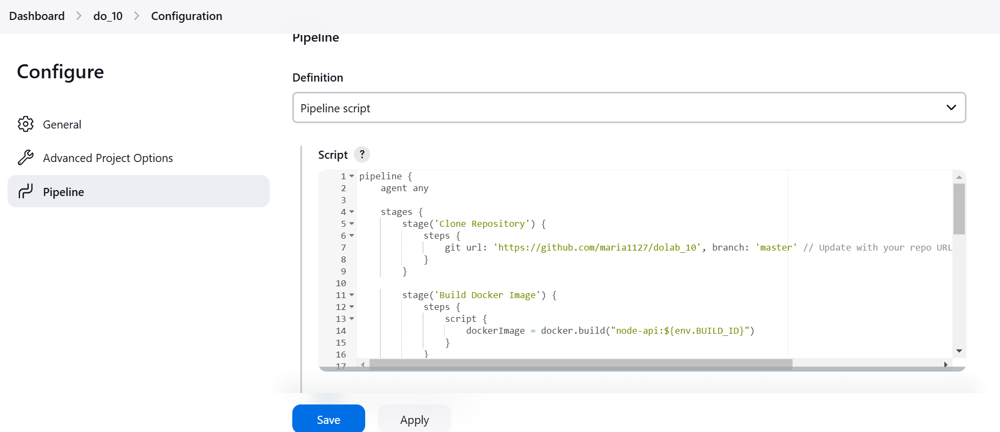 Dashboard > do_10 > Configuration
Configure
General
Advanced Project Options
Pipeline
Pipeline
Definition
Pipeline script
Script ?
1 pipeline {
2     agent any
3
4     stages {
5         stage('Clone Repository') {
6             steps {
7                 git url: 'https://github.com/maria1127/dolab_10', branch: 'master' // Update with your repo URL
8             }
9         }
10
11         stage('Build Docker Image') {
12             steps {
13                 script {
14                     dockerImage = docker.build("node-api:${env.BUILD_ID}")
15                 }
16             }
17
Save
Apply